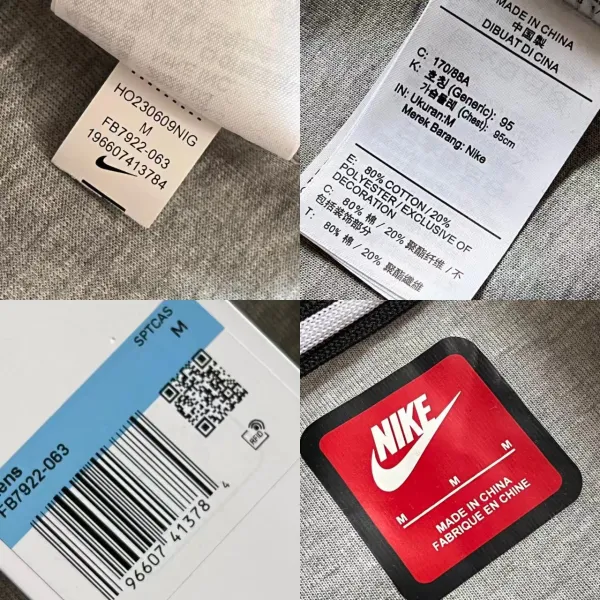 HO230609NIG
M
FB7922-063
196607413784
MADE IN CHINA
中国製
DIBUAT DI CINA
C: 170/88A
K: 호칭 (Generic): 95
가슴둘레 (Chest): 95cm
IN: Ukuran:M
Merek Barang: Nike
E: 80% COTTON / 20%
POLYESTER / EXCLUSIVE OF
DECORATION
C: 80% 棉 / 20% 聚酯纤维 / 不
包括装饰部分
T: 80% 棉 / 20% 聚酯纖維
SPTCAS
M
ens
FB7922-063
RFID
96607 41378 4
NIKE
M M M
MADE IN CHINA
FABRIQUE EN CHINE